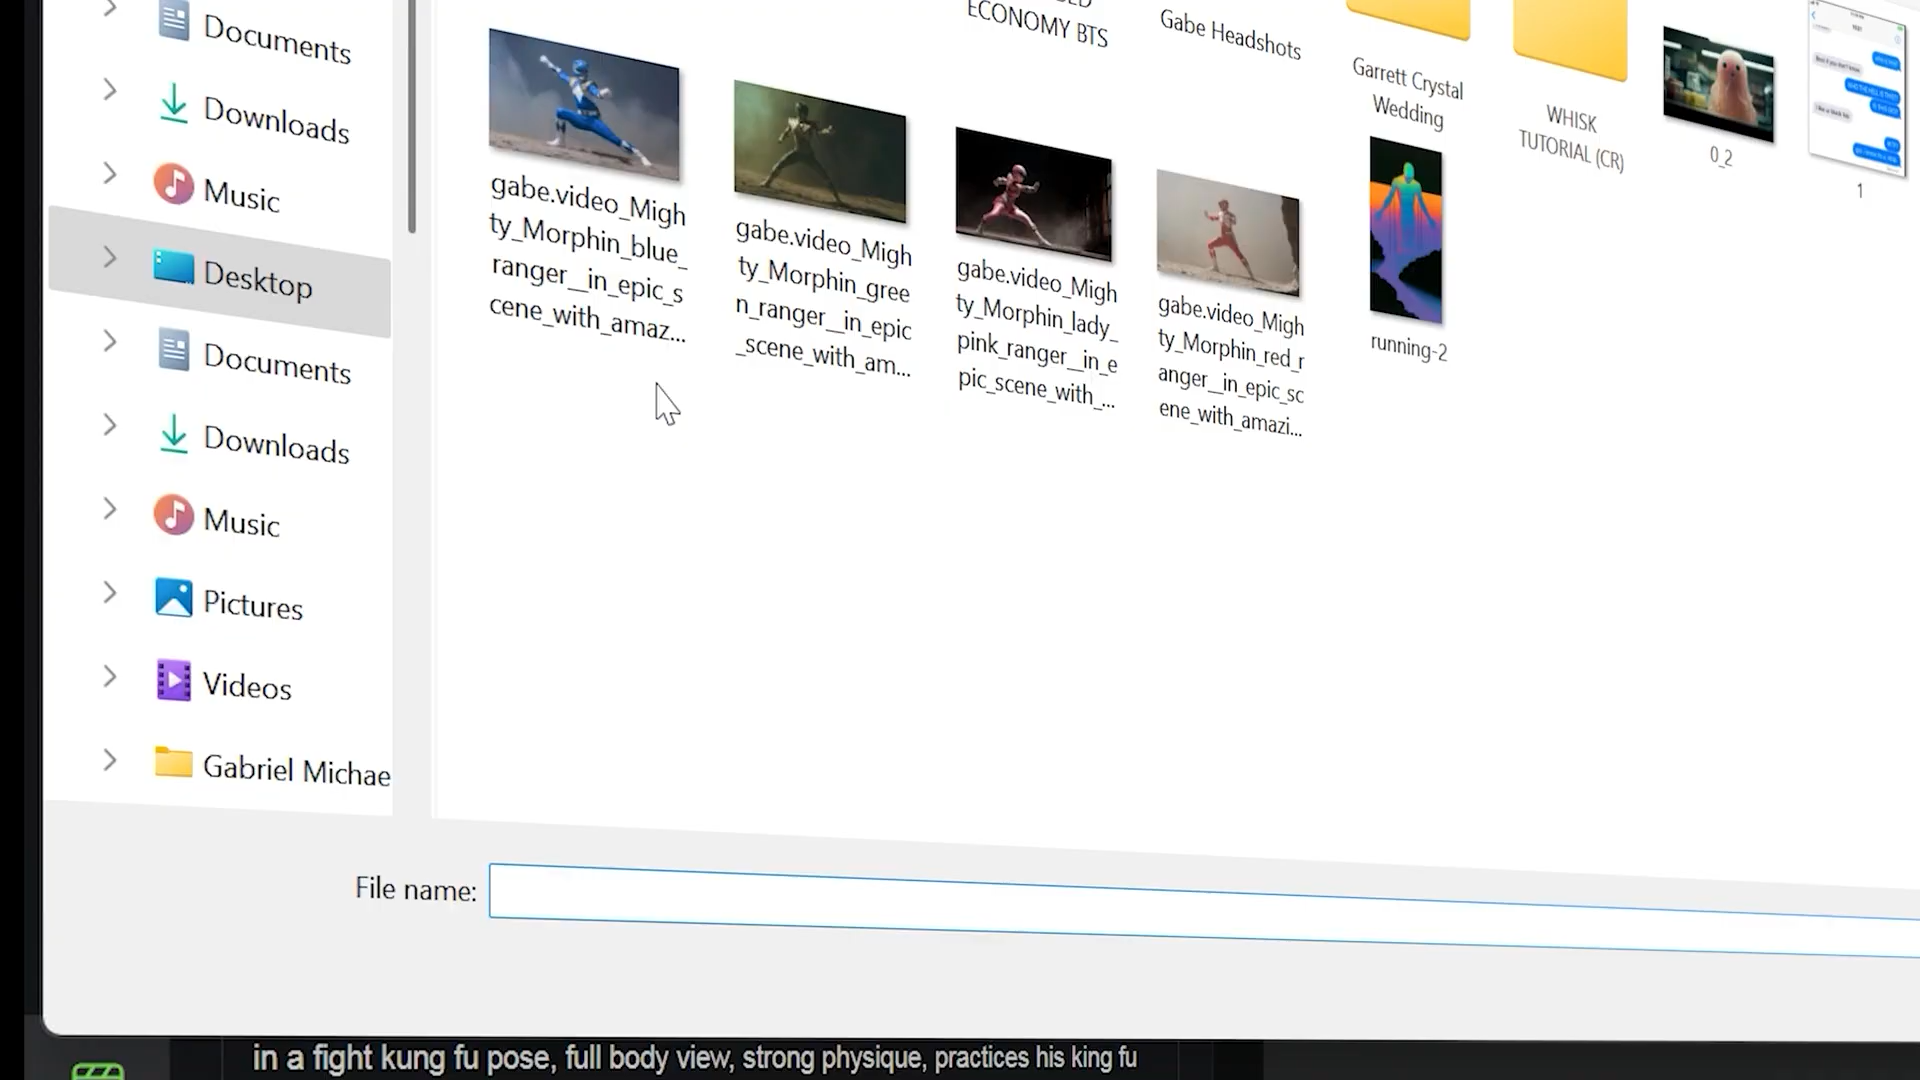 Documents
Downloads
Music
Desktop
Documents
Downloads
Music
Pictures
Videos
Gabriel Michae
ECONOMY BTS
Gabe Headshots
Garrett Crystal
Wedding
WHISK
TUTORIAL (CR)
0_2
1
gabe.video_Migh
ty_Morphin_blue_
ranger__in_epic_s
cene_with_amaz...
gabe.video_Migh
ty_Morphin_gree
n_ranger__in_epic
_scene_with_am...
gabe.video_Migh
ty_Morphin_lady_
pink_ranger__in_e
pic_scene_with_...
gabe.video_Migh
ty_Morphin_red_r
anger__in_epic_sc
ene_with_amazi...
running-2
File name:
in a fight kung fu pose, full body view, strong physique, practices his king fu